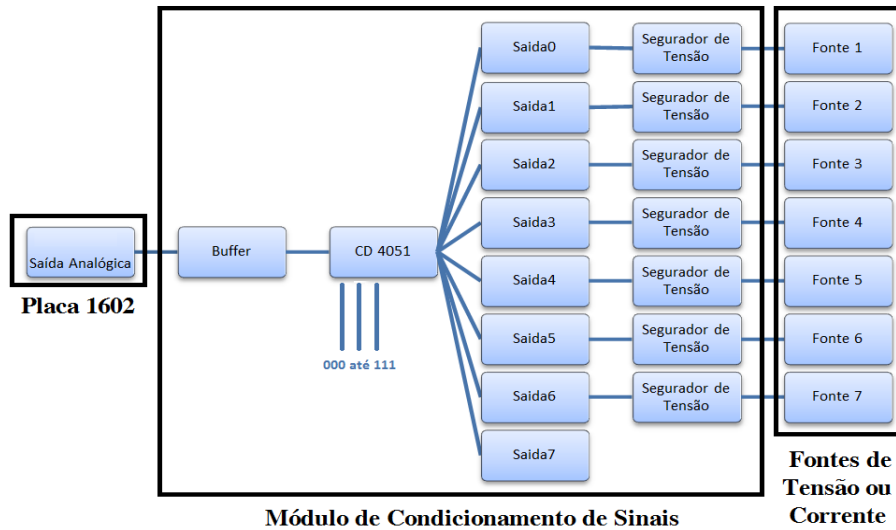 Saída Analógica
Placa 1602
Buffer
CD 4051
000 até 111
Saida0
Saida1
Saida2
Saida3
Saida4
Saida5
Saida6
Saida7
Segurador de
Tensão
Segurador de
Tensão
Segurador de
Tensão
Segurador de
Tensão
Segurador de
Tensão
Segurador de
Tensão
Segurador de
Tensão
Módulo de Condicionamento de Sinais
Fonte 1
Fonte 2
Fonte 3
Fonte 4
Fonte 5
Fonte 6
Fonte 7
Fontes de
Tensão ou
Corrente